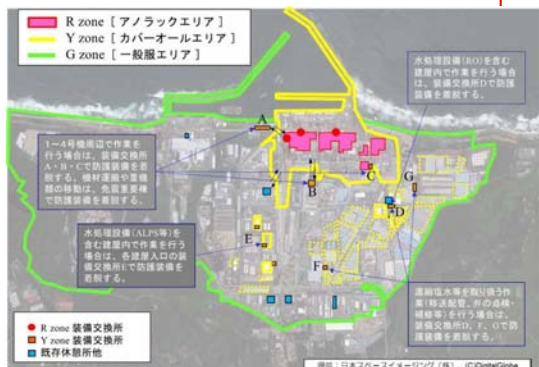 R zone [ アノラックエリア ]
Y zone [ カバーオールエリア ]
G zone [ 一般服エリア ]
水処理設備(RO)を含む
建屋内で作業を行う場合
は、装備交換所Dで防護
装備を着脱する。
A
1～4号機周辺で作業を
行う場合は、装備交換所
A・B・Cで防護装備を着
脱する。機材運搬や車
両の移動は、免震重要棟
で防護装備を着脱する。
C
B
G
D
水処理設備(ALPS等)を
含む建屋内で作業を行う
場合は、各建屋入口の装
備交換所Eで防護装備を
着脱する。
E
F
濃縮塩水等を取り扱う作
業(移送配管、弁の点検・
補修等)を行う場合は、
装備交換所D、F、Gで防
護装備を着脱する。
R zone 装備交換所
Y zone 装備交換所
既存休憩所他
提供：日本スペースイメージング（株）、(C)DigitalGlobe